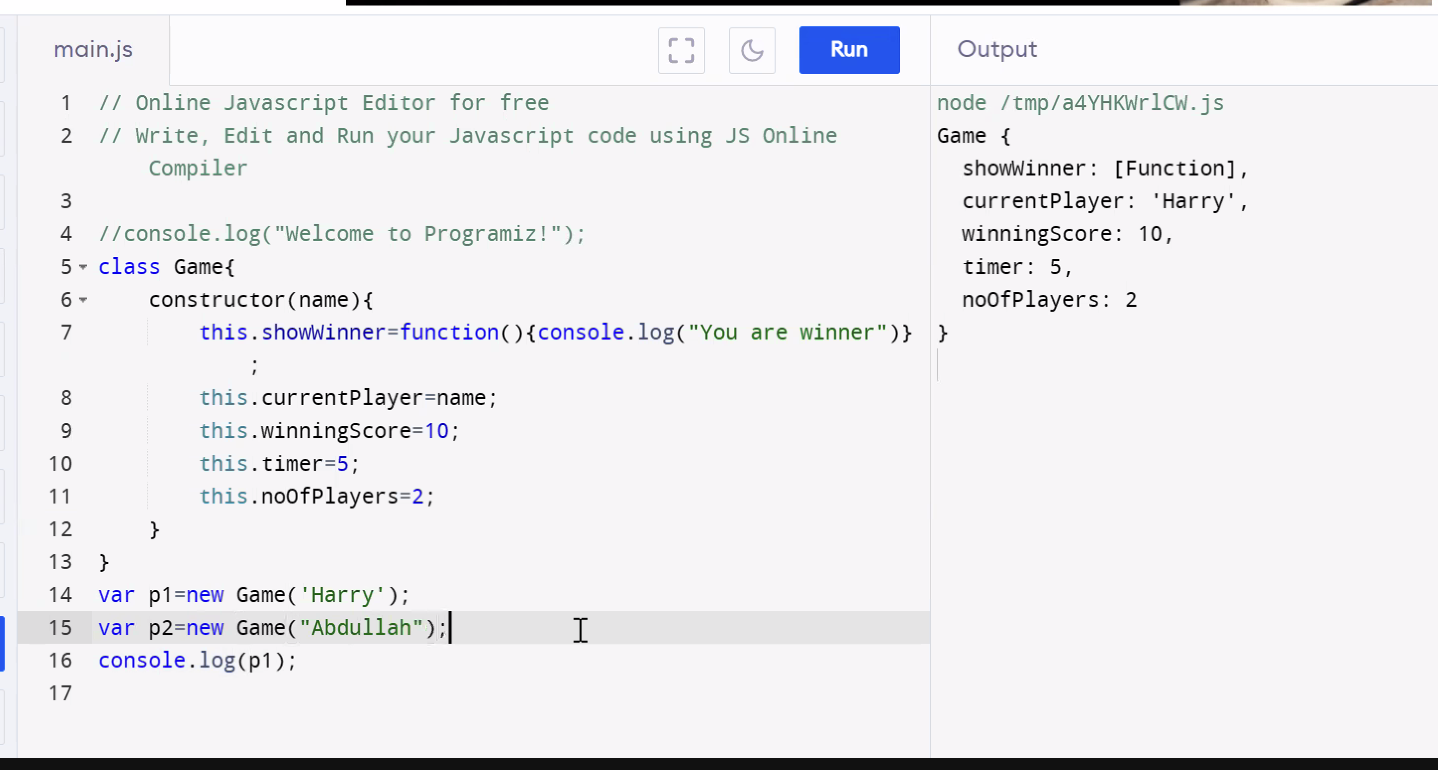 main.js
Run
Output
1 // Online Javascript Editor for free
2 // Write, Edit and Run your Javascript code using JS Online
Compiler
3
4 //console.log("Welcome to Programiz!");
5 class Game{
6 constructor(name){
7 this.showWinner=function(){console.log("You are winner")}
;
8 this.currentPlayer=name;
9 this.winningScore=10;
10 this.timer=5;
11 this.noOfPlayers=2;
12 }
13 }
14 var p1=new Game('Harry');
15 var p2=new Game("Abdullah");
16 console.log(p1);
17
node /tmp/a4YHKWrlCW.js
Game {
showWinner: [Function],
currentPlayer: 'Harry',
winningScore: 10,
timer: 5,
noOfPlayers: 2
}